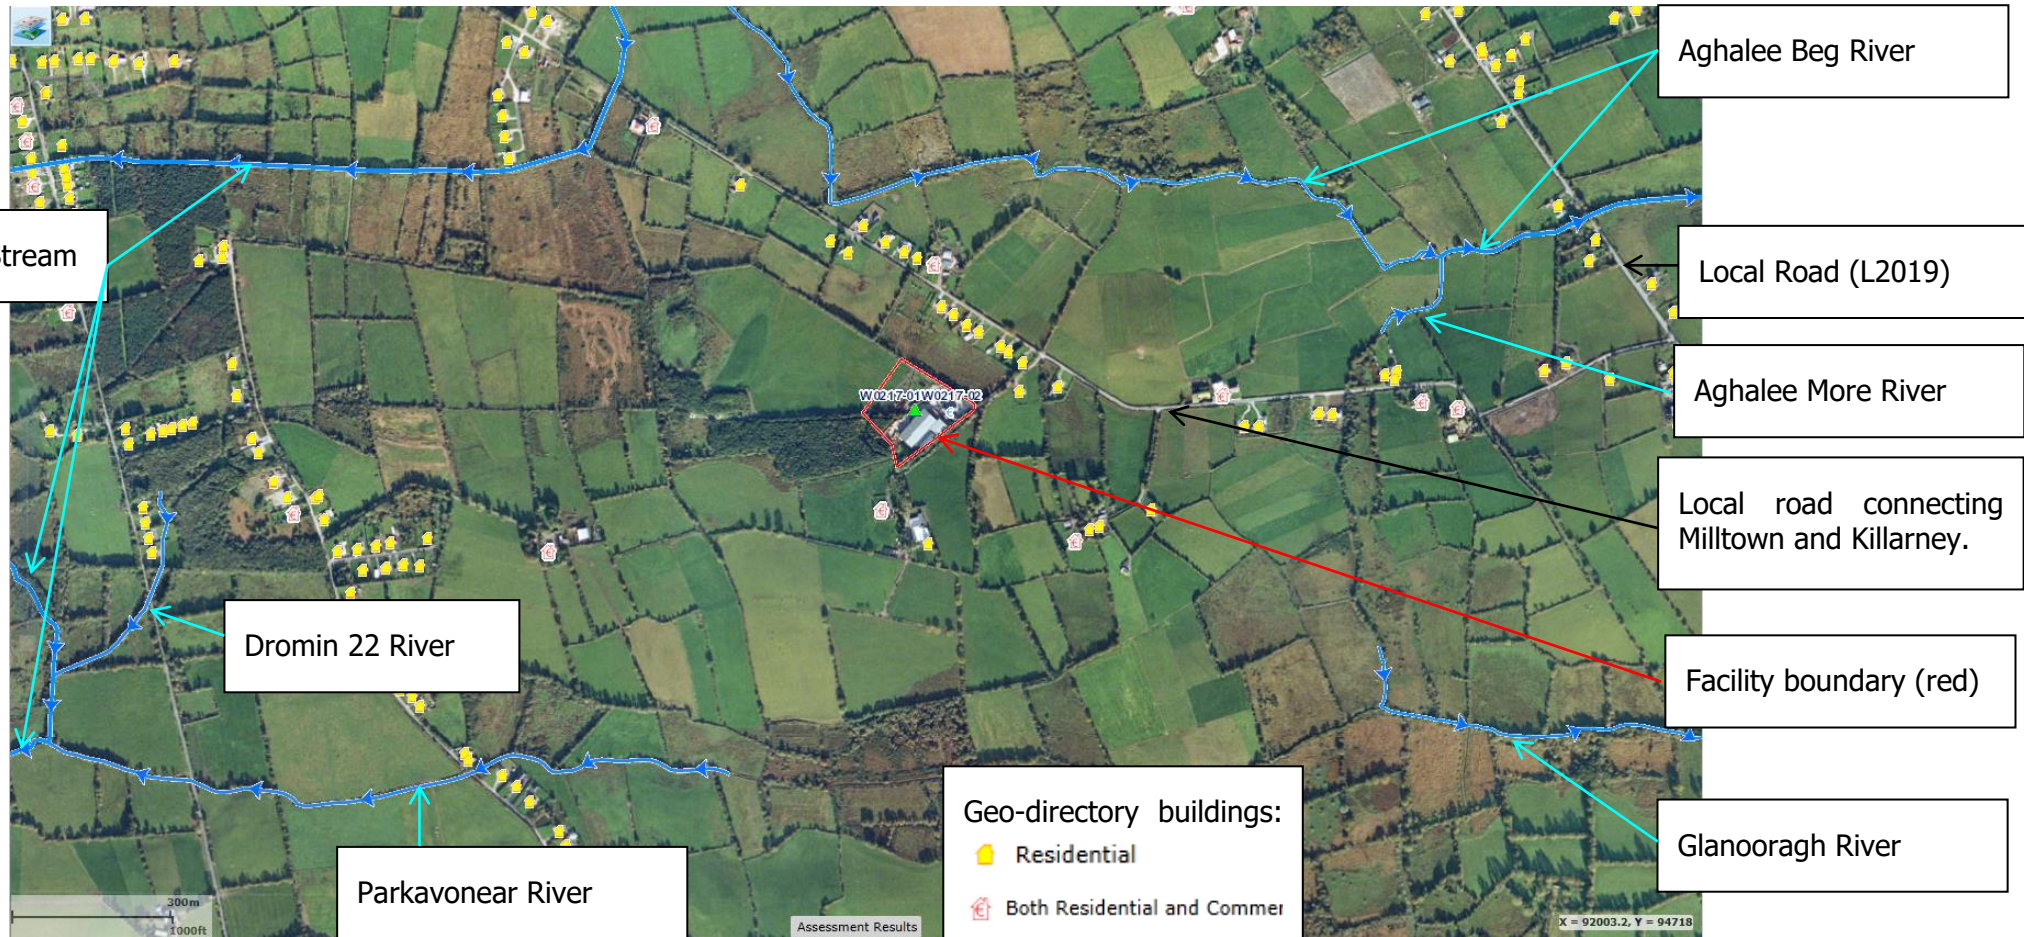 Aghalee Beg River
Stream
Local Road (L2019)
Aghalee More River
W0217-01W0217-02
Local road connecting
Milltown and Killarney.
Dromin 22 River
Facility boundary (red)
Geo-directory buildings:
Residential
Both Residential and Commer
Glanooragh River
Parkavonear River
300m
1000ft
Assessment Results
X = 92003.2, Y = 94718